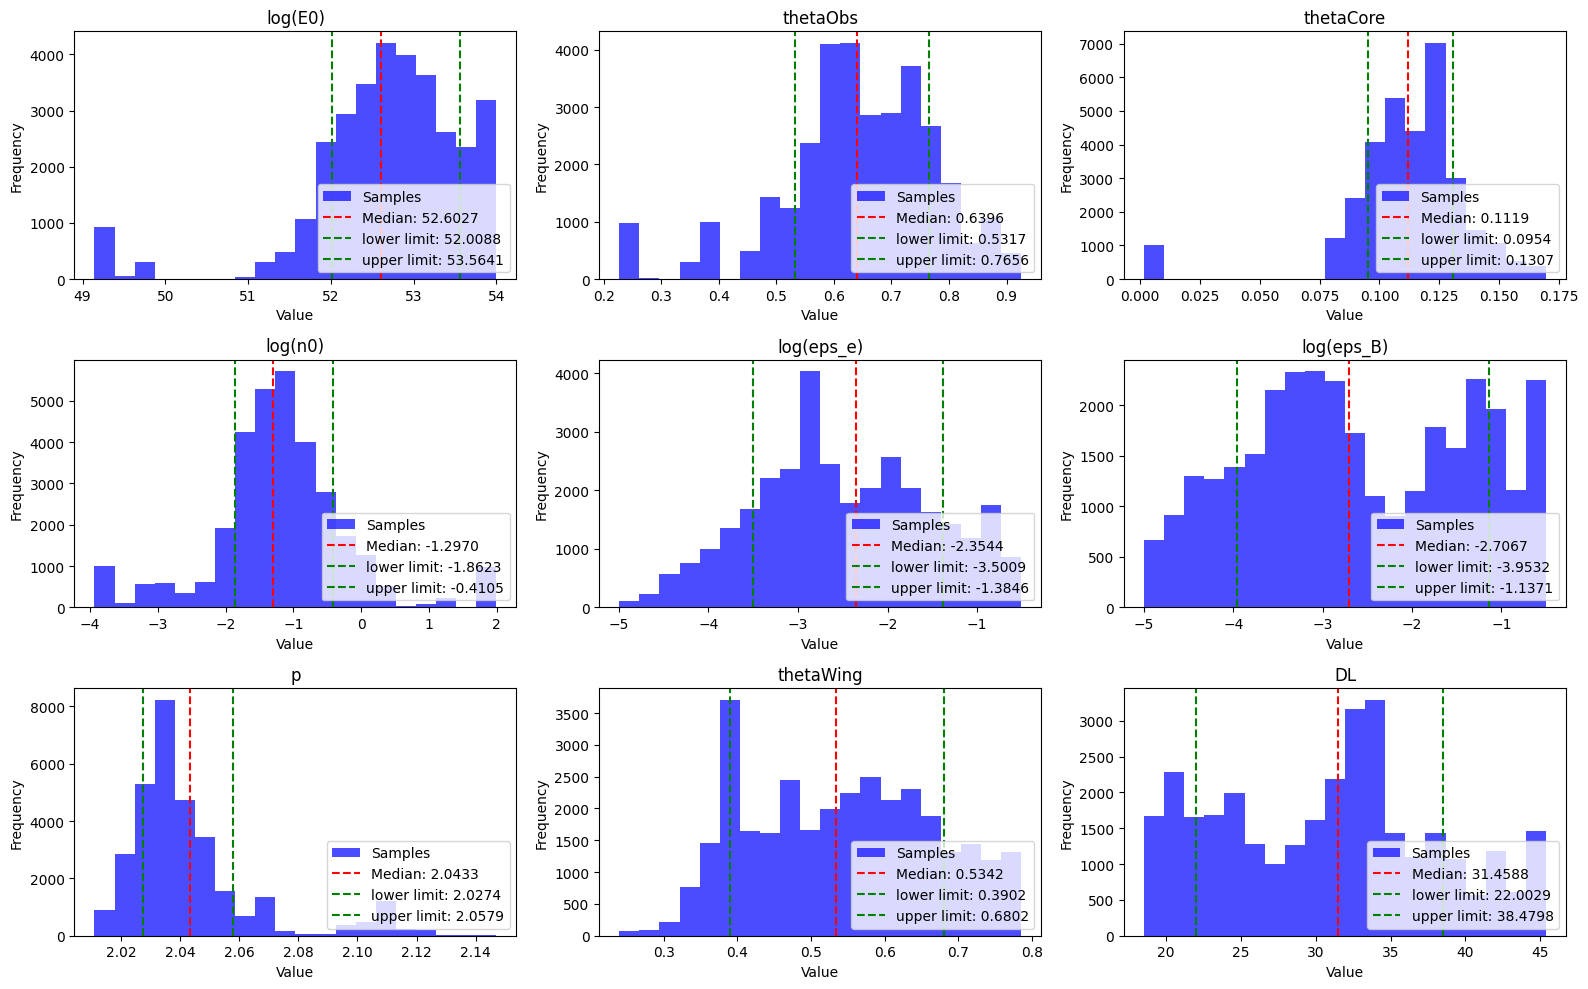 log(E0)
Frequency
4000
3000
2000
1000
0
Samples
Median: 52.6027
lower limit: 52.0088
upper limit: 53.5641
49 50 51 52 53 54
Value
thetaObs
Frequency
4000
3000
2000
1000
0
Samples
Median: 0.6396
lower limit: 0.5317
upper limit: 0.7656
0.2 0.3 0.4 0.5 0.6 0.7 0.8 0.9
Value
thetaCore
Frequency
7000
6000
5000
4000
3000
2000
1000
0
Samples
Median: 0.1119
lower limit: 0.0954
upper limit: 0.1307
0.000 0.025 0.050 0.075 0.100 0.125 0.150 0.175
Value
log(n0)
Frequency
5000
4000
3000
2000
1000
0
Samples
Median: -1.2970
lower limit: -1.8623
upper limit: -0.4105
−4 −3 −2 −1 0 1 2
Value
log(eps_e)
Frequency
4000
3000
2000
1000
0
Samples
Median: -2.3544
lower limit: -3.5009
upper limit: -1.3846
−5 −4 −3 −2 −1
Value
log(eps_B)
Frequency
2000
1500
1000
500
0
Samples
Median: -2.7067
lower limit: -3.9532
upper limit: -1.1371
−5 −4 −3 −2 −1
Value
p
Frequency
8000
6000
4000
2000
0
Samples
Median: 2.0433
lower limit: 2.0274
upper limit: 2.0579
2.02 2.04 2.06 2.08 2.10 2.12 2.14
Value
thetaWing
Frequency
3500
3000
2500
2000
1500
1000
500
0
Samples
Median: 0.5342
lower limit: 0.3902
upper limit: 0.6802
0.3 0.4 0.5 0.6 0.7 0.8
Value
DL
Frequency
3000
2500
2000
1500
1000
500
0
Samples
Median: 31.4588
lower limit: 22.0029
upper limit: 38.4798
20 25 30 35 40 45
Value